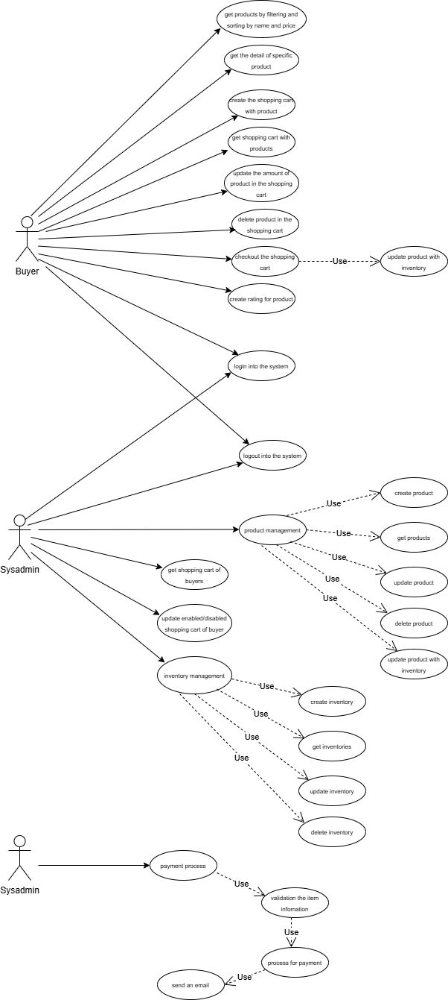 get products by filtering and
sorting by name and price
get the detail of specific
product
create the shopping cart
with product
get shopping cart with
products
update the amount of
product in the shopping
cart
delete product in the
shopping cart
Buyer
checkout the shopping
cart
Use
update product with
inventory
create rating for product
login into the system
logout into the system
Sysadmin
product management
Use
create product
Use
get products
Use
update product
Use
delete product
Use
update product with
inventory
get shopping cart of
buyers
update enabled/disabled
shopping cart of buyer
inventory management
Use
create inventory
Use
get inventories
Use
update inventory
Use
delete inventory
Sysadmin
payment process
Use
validation the item
infomation
Use
process for payment
Use
send an email